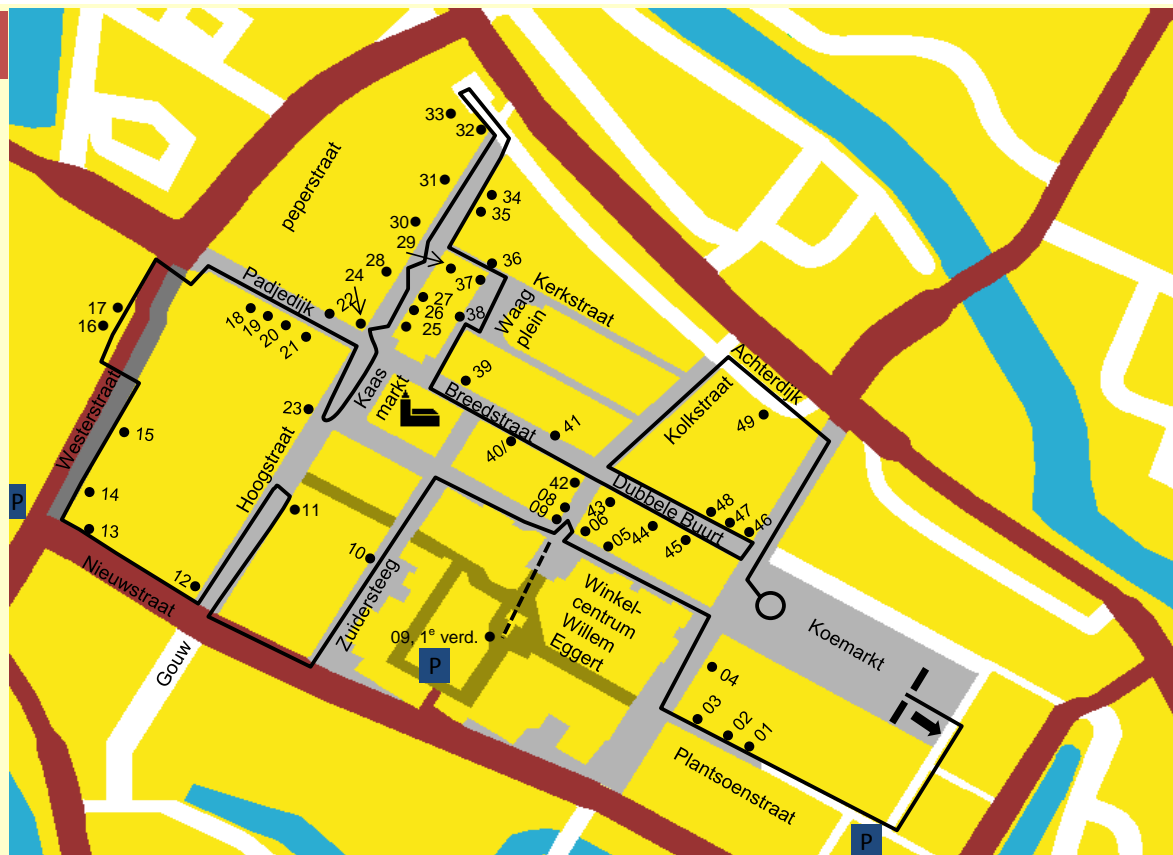 33
32
peperstraat
31
34
35
30
29
36
28
24
37
Kerkstraat
Padjedijk
22
27
26
25
38
Waag
plein
17
16
18
19
20
21
Achterdijk
Kaas
markt
39
Breedstraat
Kolkstraat
23
49
Westerstraat
15
41
40/
Hoogstraat
14
P
42
08
09
43
Dubbele Buurt
48
47
46
11
06
05
44
45
13
10
Nieuwstraat
12
Zuidersteeg
Winkel-
centrum
Willem
Eggert
Koemarkt
09, 1e verd.
P
Gouw
04
03
02
01
Plantsoenstraat
P